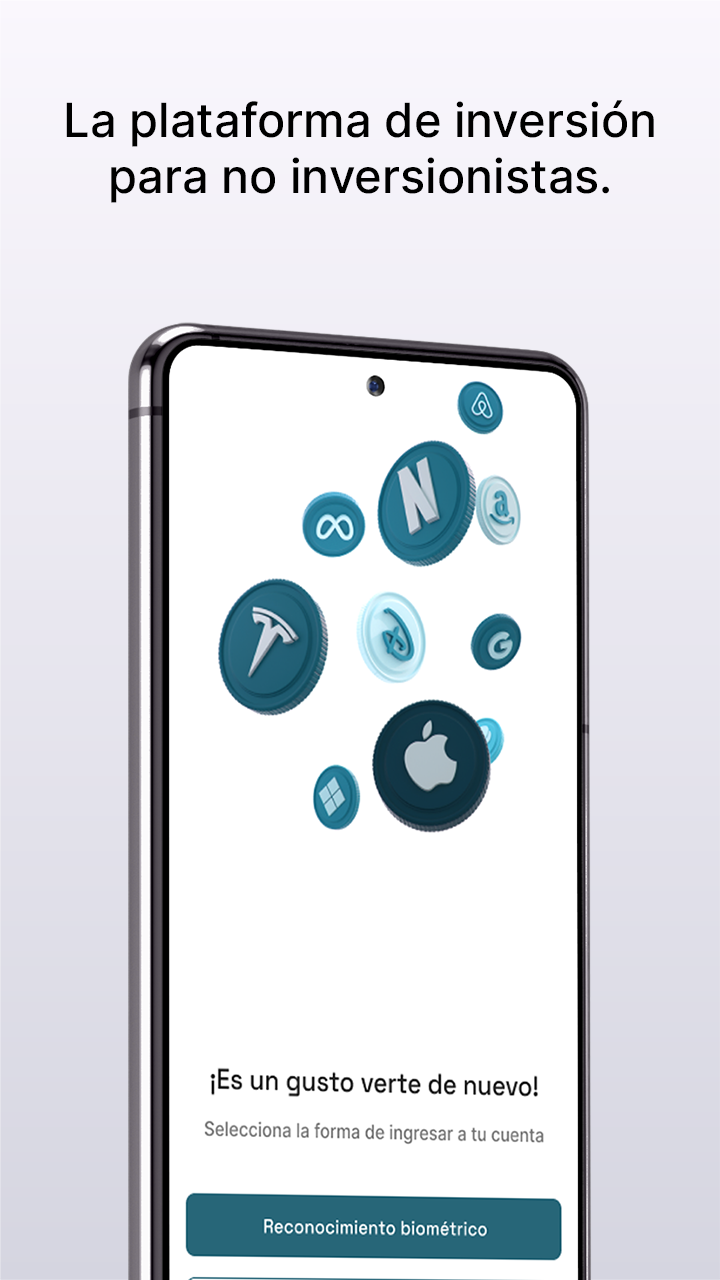 La plataforma de inversión
para no inversionistas.
N
a
G
¡Es un gusto verte de nuevo!
Selecciona la forma de ingresar a tu cuenta
Reconocimiento biométrico